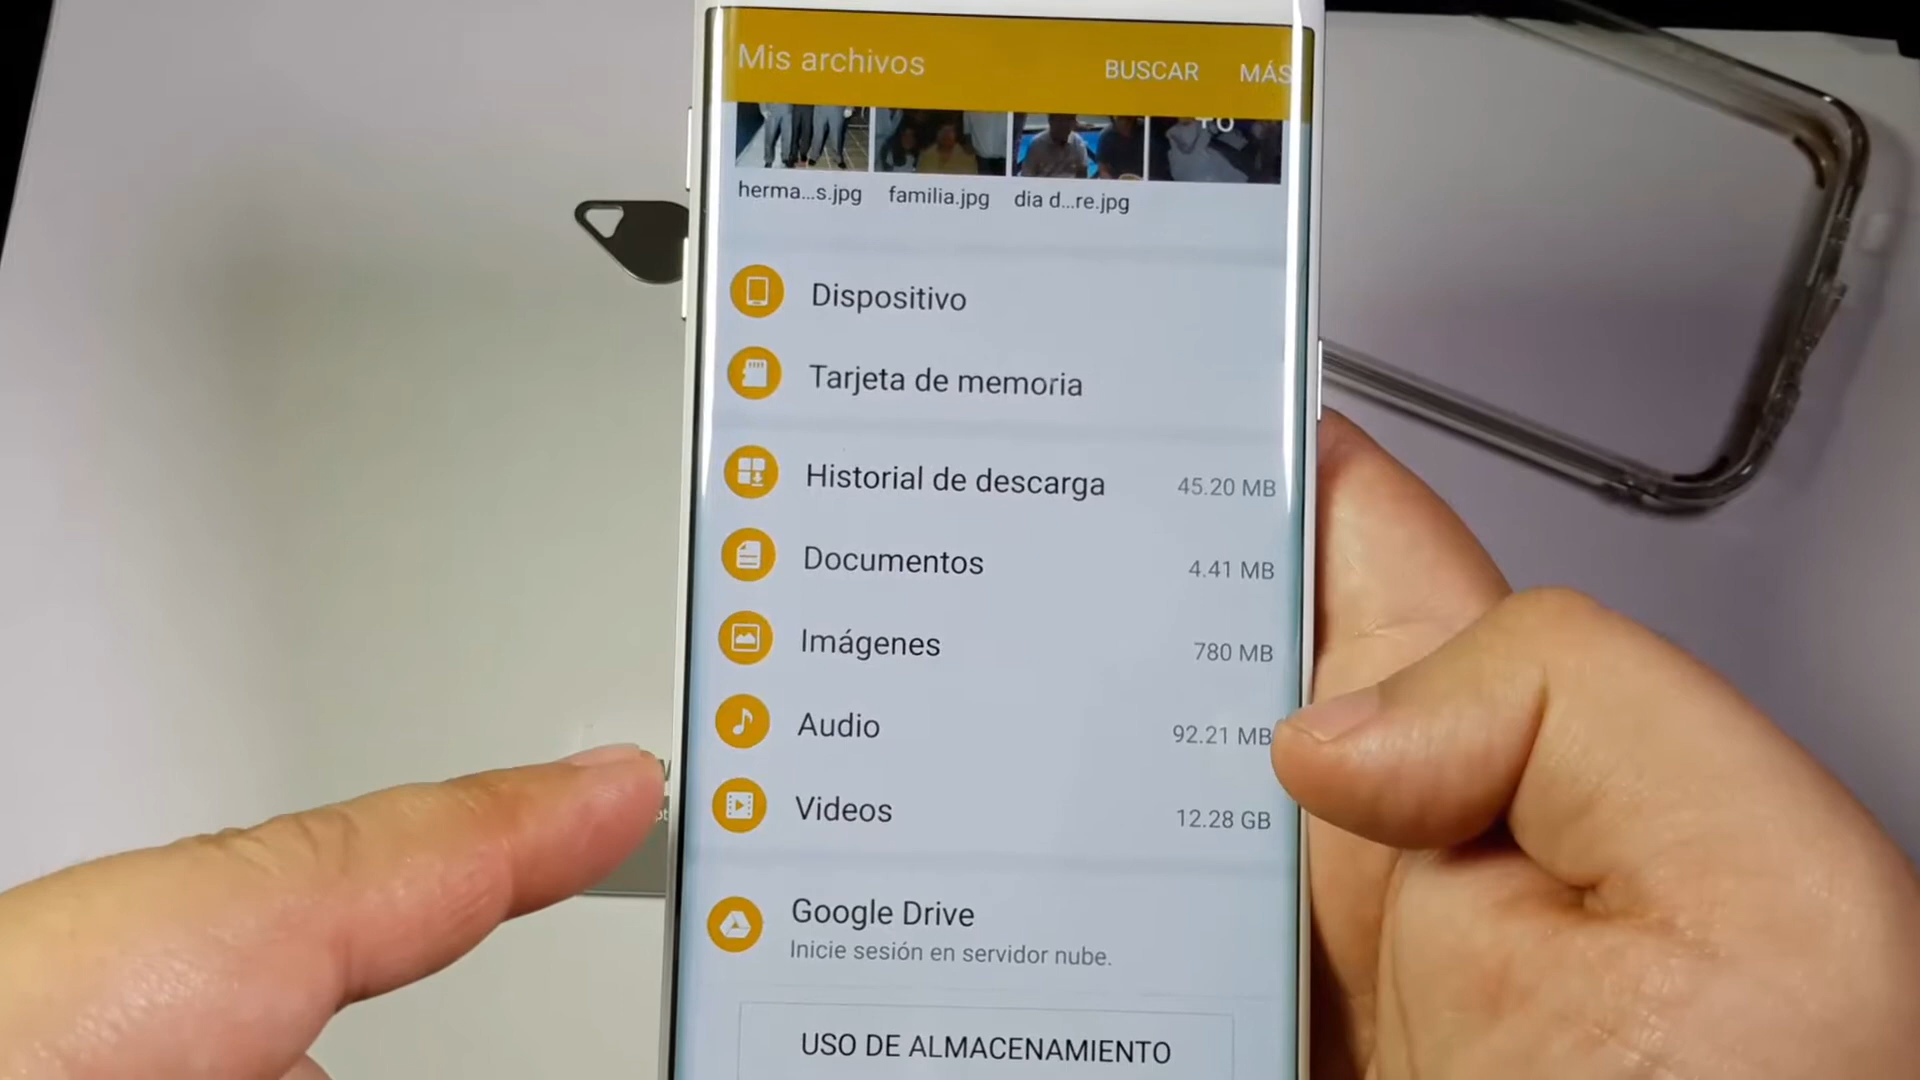 Mis archivos BUSCAR MÁS
herma...s.jpg familia.jpg dia d...re.jpg
Dispositivo
Tarjeta de memoria
Historial de descarga 45.20 MB
Documentos 4.41 MB
Imágenes 780 MB
Audio 92.21 MB
Videos 12.28 GB
Google Drive
Inicie sesión en servidor nube.
USO DE ALMACENAMIENTO